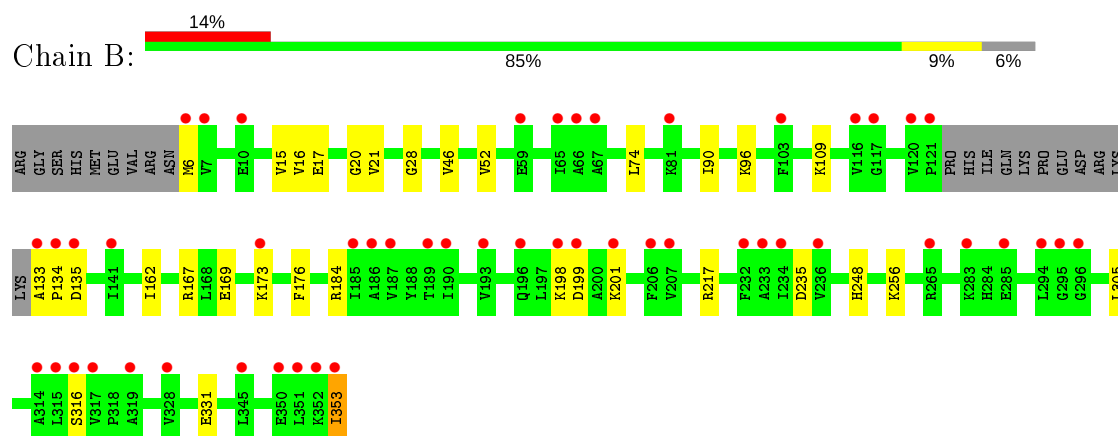 14%
Chain B:
85% 9% 6%
ARG GLY SER HIS MET GLU VAL ARG ASN M6 V7 E10 V15 V16 E17 G20 V21 G28 V46 V52 E59 I65 A66 A67 L74 K81 I90 K96 F103 K109 V116 G117 V120 P121 PRO HIS ILE GLN LYS PRO GLU ASP ARG LYS
LYS A133 P134 D135 I141 I162 R167 L168 E169 K173 F176 R184 I185 A186 V187 Y188 T189 I190 V193 Q196 L197 K198 D199 A200 K201 F206 V207 R217 F232 A233 I234 D235 V236 H248 K256 R265 K283 H284 E285 L294 G295 G296 L305
A314 L315 S316 V317 P318 A319 V328 E331 L345 E350 L351 K352 I353